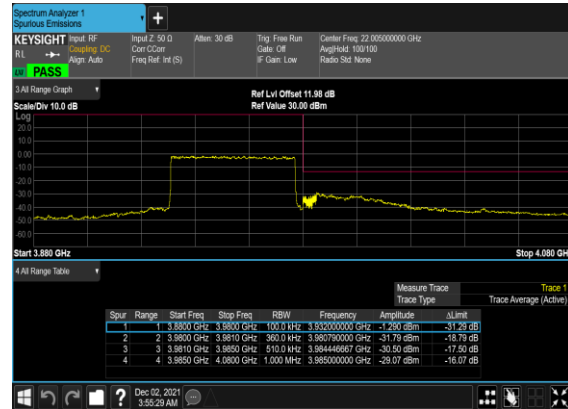 Spectrum Analyzer 1
Spurious Emissions
+
KEYSIGHT Input: RF Input Z: 50 Ω Atten: 30 dB Trig: Free Run Center Freq: 22.005000000 GHz
RL Coupling: DC Corr CCorr Gate: Off Avg|Hold: 100/100
Align: Auto Freq Ref: Int (S) IF Gain: Low Radio Std: None
PASS
3 All Range Graph
Ref Lvl Offset 11.98 dB
Scale/Div 10.0 dB Ref Value 30.00 dBm
Log
20.0
10.0
0.00
-10.0
-20.0
-30.0
-40.0
-50.0
-60.0
Start 3.880 GHz Stop 4.080 GH
4 All Range Table
Measure Trace Trace 1
Trace Type Trace Average (Active)
Spur Range Start Freq Stop Freq RBW Frequency Amplitude ΔLimit
1 1 3.8800 GHz 3.9800 GHz 100.0 kHz 3.932000000 GHz -1.290 dBm -31.29 dB
2 2 3.9800 GHz 3.9810 GHz 360.0 kHz 3.980790000 GHz -31.79 dBm -18.79 dB
3 3 3.9810 GHz 3.9850 GHz 510.0 kHz 3.984446667 GHz -30.50 dBm -17.50 dB
4 4 3.9850 GHz 4.0800 GHz 1.000 MHz 3.985000000 GHz -29.07 dBm -16.07 dB
? Dec 02, 2021
3:55:29 AM